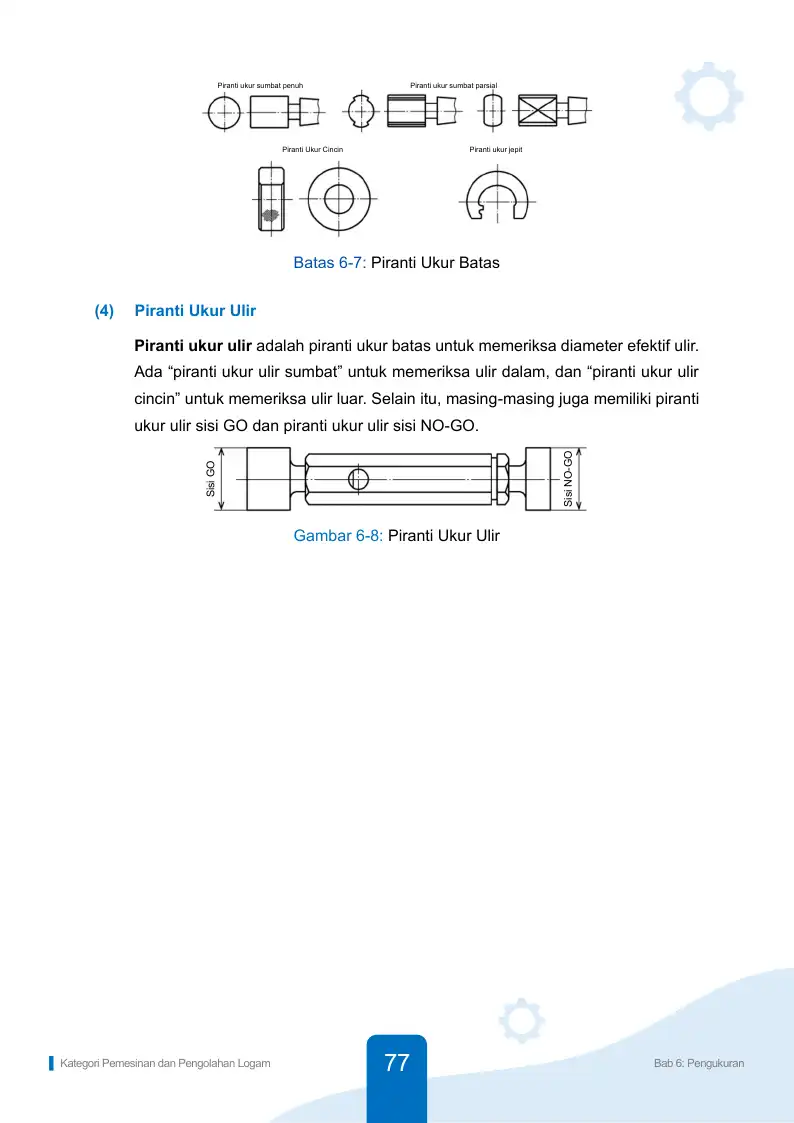 Piranti ukur sumbat penuh
Piranti ukur sumbat parsial
Piranti Ukur Cincin
Piranti ukur jepit
Batas 6-7: Piranti Ukur Batas
(4) Piranti Ukur Ulir
Piranti ukur ulir adalah piranti ukur batas untuk memeriksa diameter efektif ulir.
Ada “piranti ukur ulir sumbat” untuk memeriksa ulir dalam, dan “piranti ukur ulir
cincin” untuk memeriksa ulir luar. Selain itu, masing-masing juga memiliki piranti
ukur ulir sisi GO dan piranti ukur ulir sisi NO-GO.
Sisi GO
Sisi NO-GO
Gambar 6-8: Piranti Ukur Ulir
Kategori Pemesinan dan Pengolahan Logam
77
Bab 6: Pengukuran